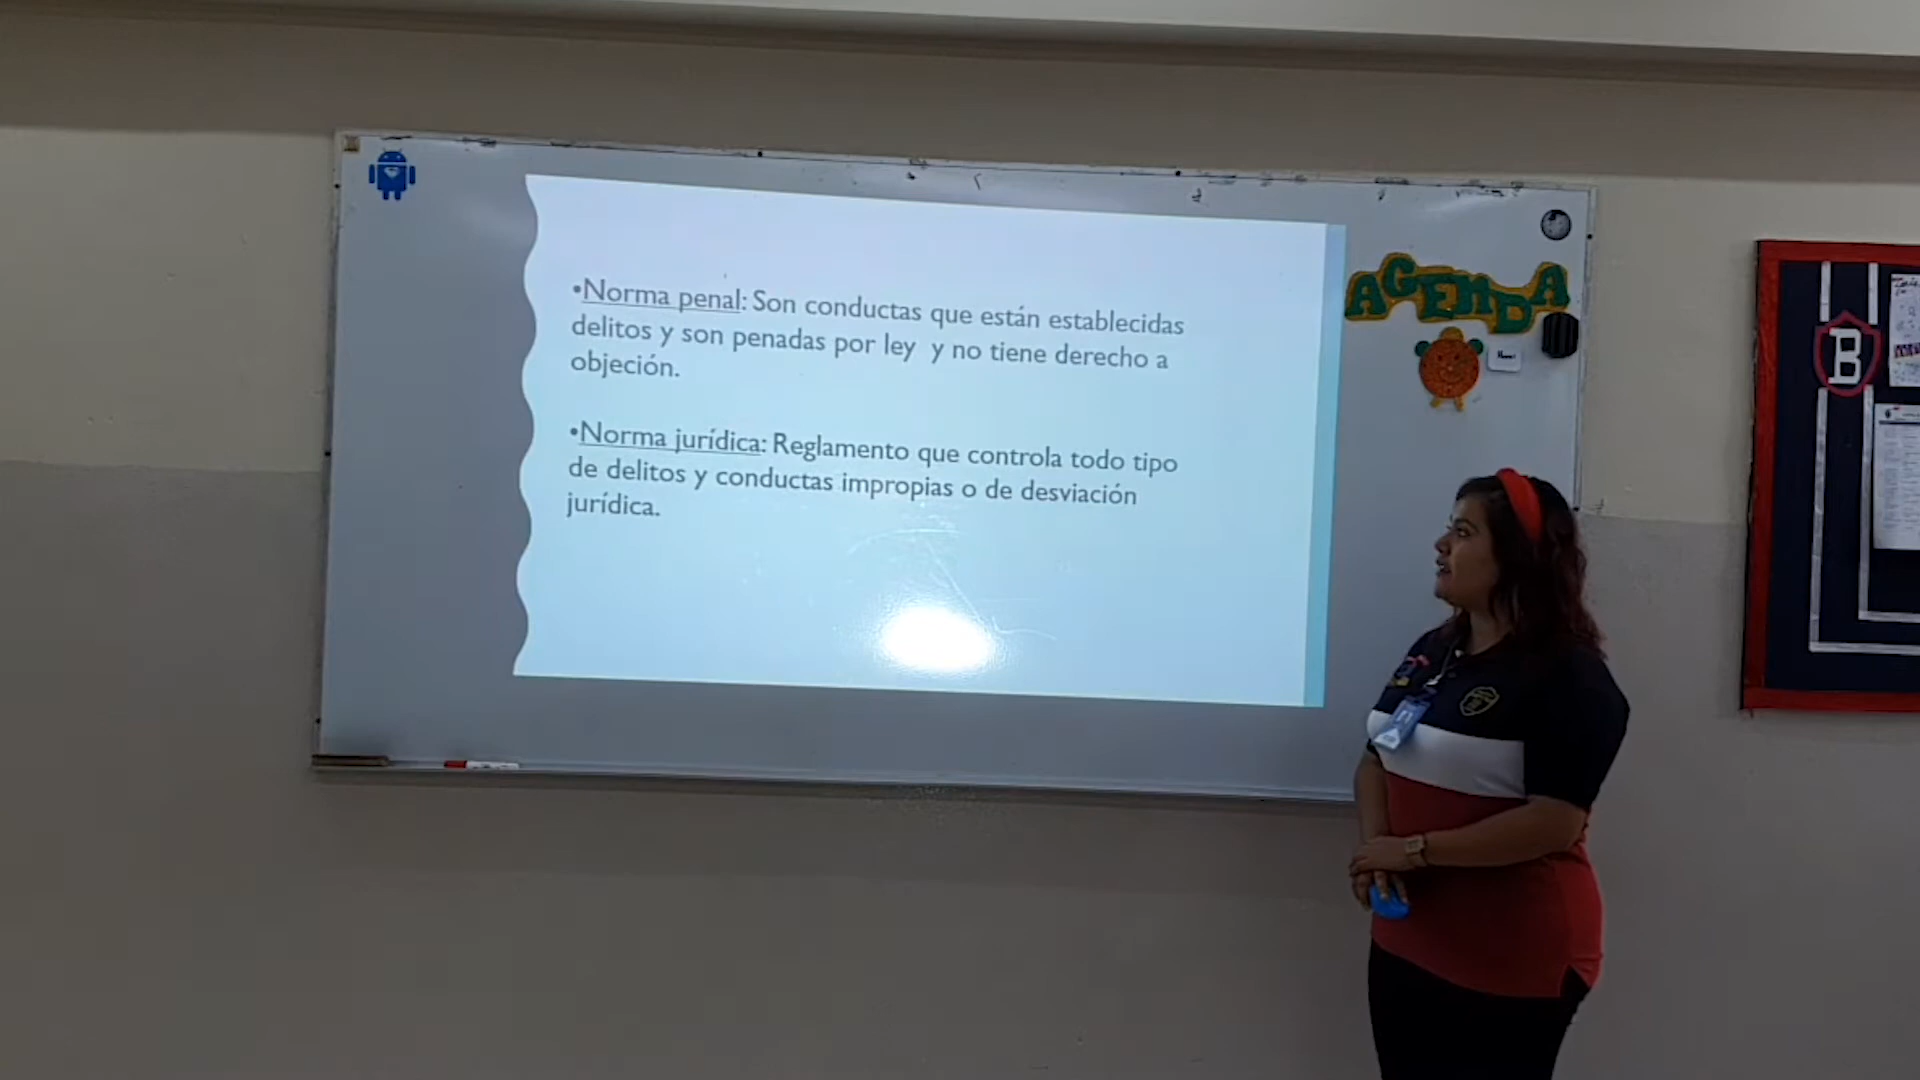 •Norma penal: Son conductas que están establecidas
delitos y son penadas por ley y no tiene derecho a
objeción.
•Norma jurídica: Reglamento que controla todo tipo
de delitos y conductas impropias o de desviación
jurídica.
AGENDA
B